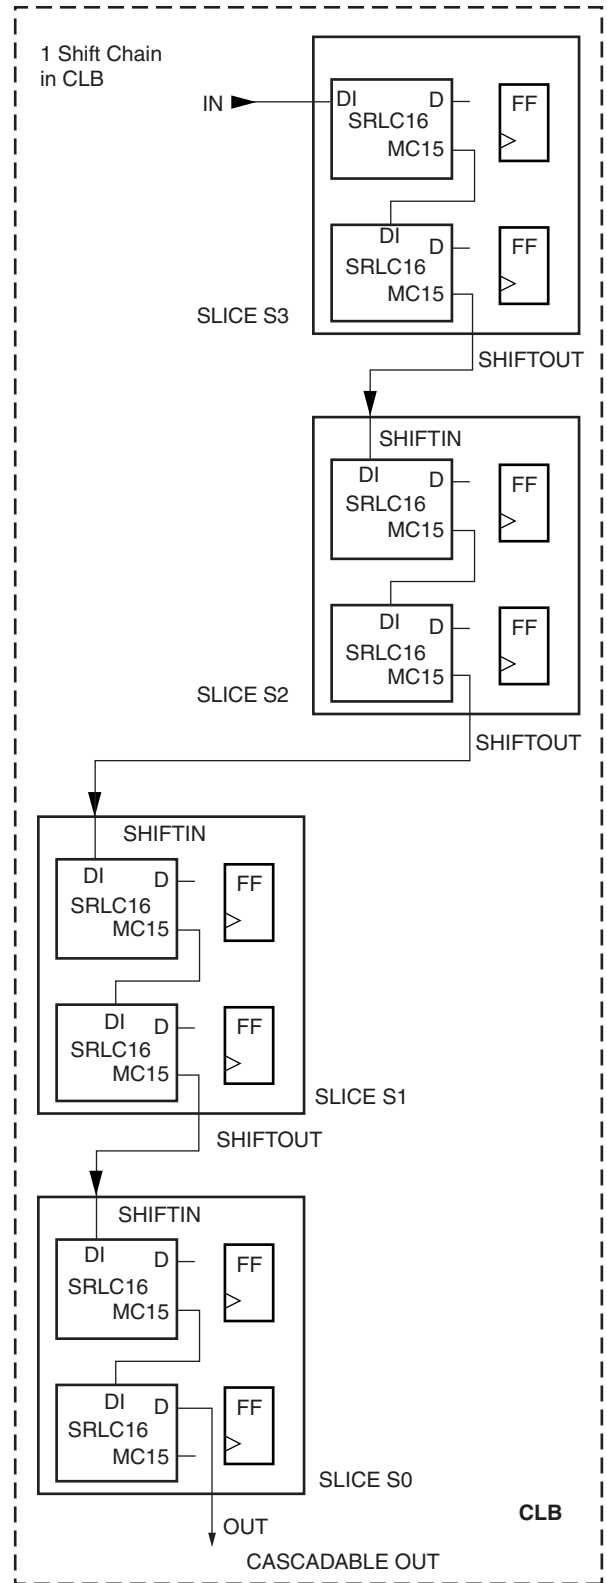 1 Shift Chain
in CLB
IN
DI
D
SRLC16
MC15
FF
DI
D
SRLC16
MC15
FF
SLICE S3
SHIFTOUT
SHIFTIN
DI
D
SRLC16
MC15
FF
DI
D
SRLC16
MC15
FF
SLICE S2
SHIFTOUT
SHIFTIN
DI
D
SRLC16
MC15
FF
DI
D
SRLC16
MC15
FF
SLICE S1
SHIFTOUT
SHIFTIN
DI
D
SRLC16
MC15
FF
DI
D
SRLC16
MC15
FF
SLICE S0
CLB
OUT
CASCADABLE OUT